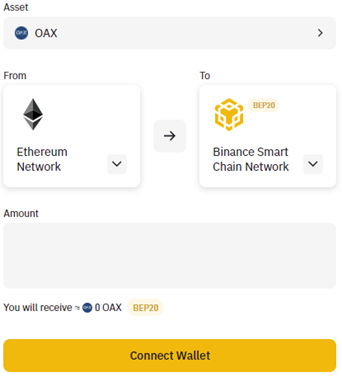 Asset
OAX
From
To
BEP20
Ethereum
Network
Binance Smart
Chain Network
Amount
You will receive ≈ 0 OAX BEP20
Connect Wallet